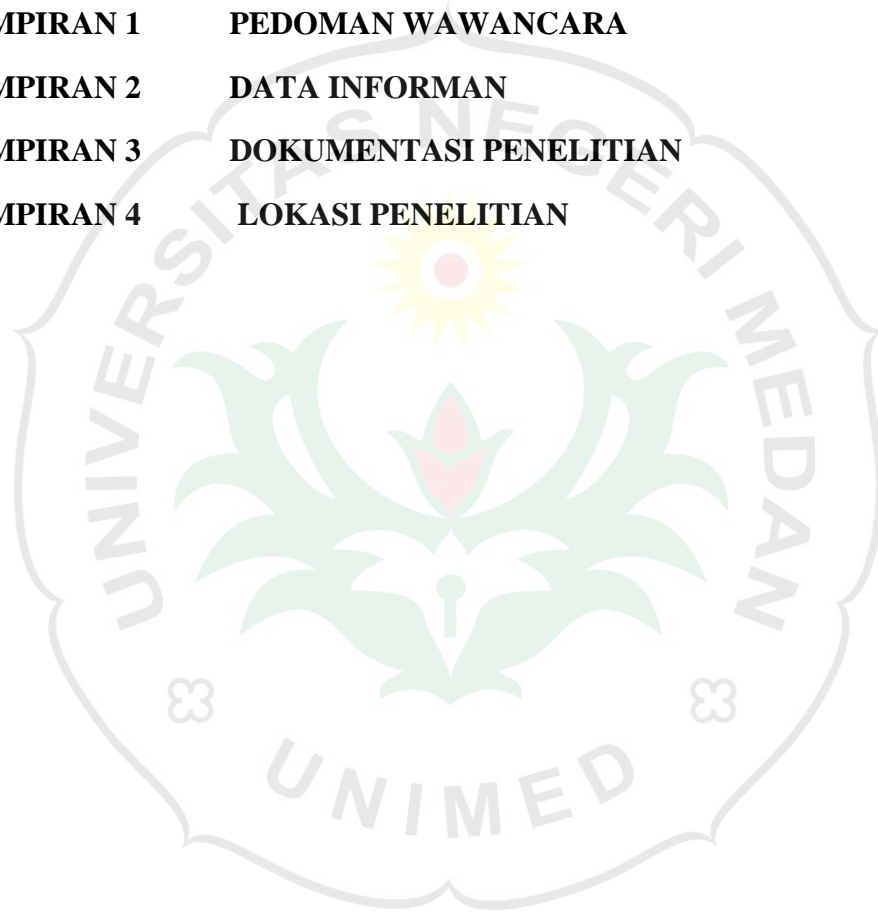 MPIRAN 1 PEDOMAN WAWANCARA
MPIRAN 2 DATA INFORMAN
MPIRAN 3 DOKUMENTASI PENELITIAN
MPIRAN 4 LOKASI PENELITIAN
UNIVERSITAS NEGERI MEDAN
UNIMED